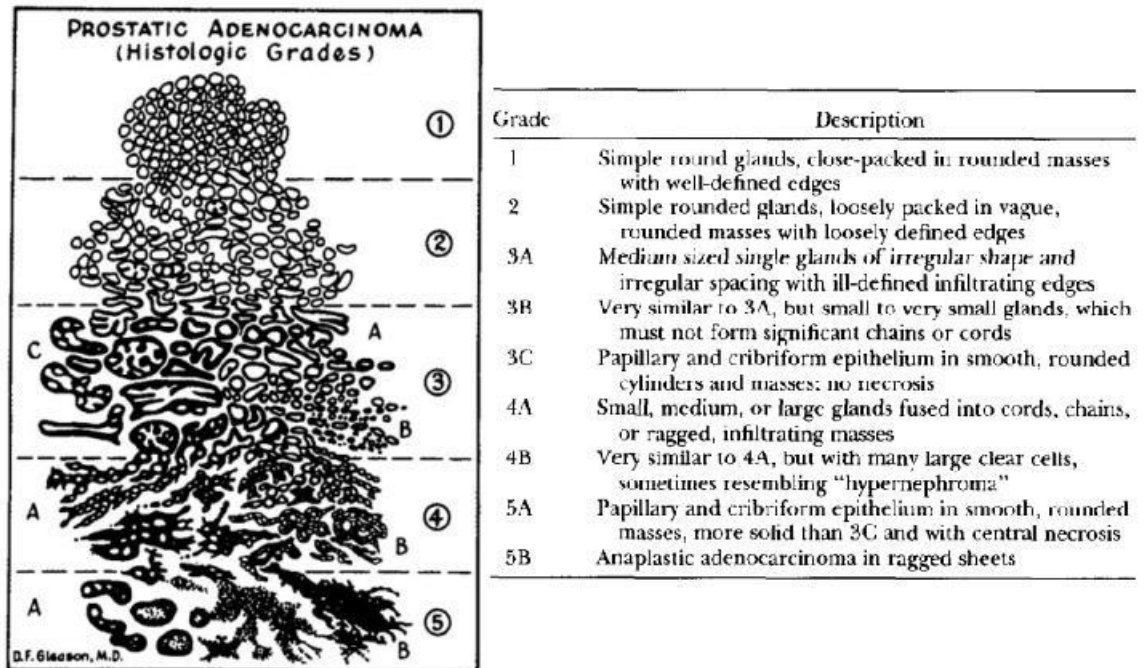 PROSTATIC ADENOCARCINOMA
(Histologic Grades)
1
2
A
C
3
B
A
4
B
A
5
B
D.F. Gleason, M.D.
Grade Description
1 Simple round glands, close-packed in rounded masses
with well-defined edges
2 Simple rounded glands, loosely packed in vague,
rounded masses with loosely defined edges
3A Medium sized single glands of irregular shape and
irregular spacing with ill-defined infiltrating edges
3B Very similar to 3A, but small to very small glands, which
must not form significant chains or cords
3C Papillary and cribriform epithelium in smooth, rounded
cylinders and masses; no necrosis
4A Small, medium, or large glands fused into cords, chains,
or ragged, infiltrating masses
4B Very similar to 4A, but with many large clear cells,
sometimes resembling "hypernephroma"
5A Papillary and cribriform epithelium in smooth, rounded
masses, more solid than 3C and with central necrosis
5B Anaplastic adenocarcinoma in ragged sheets